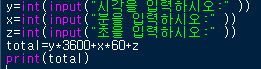 y=int(input("시각을 입력하시오:" ))
x=int(input("분을 입력하시오:" ))
z=int(input("초를 입력하시오:" ))
total=y*3600+x*60+z
print(total)